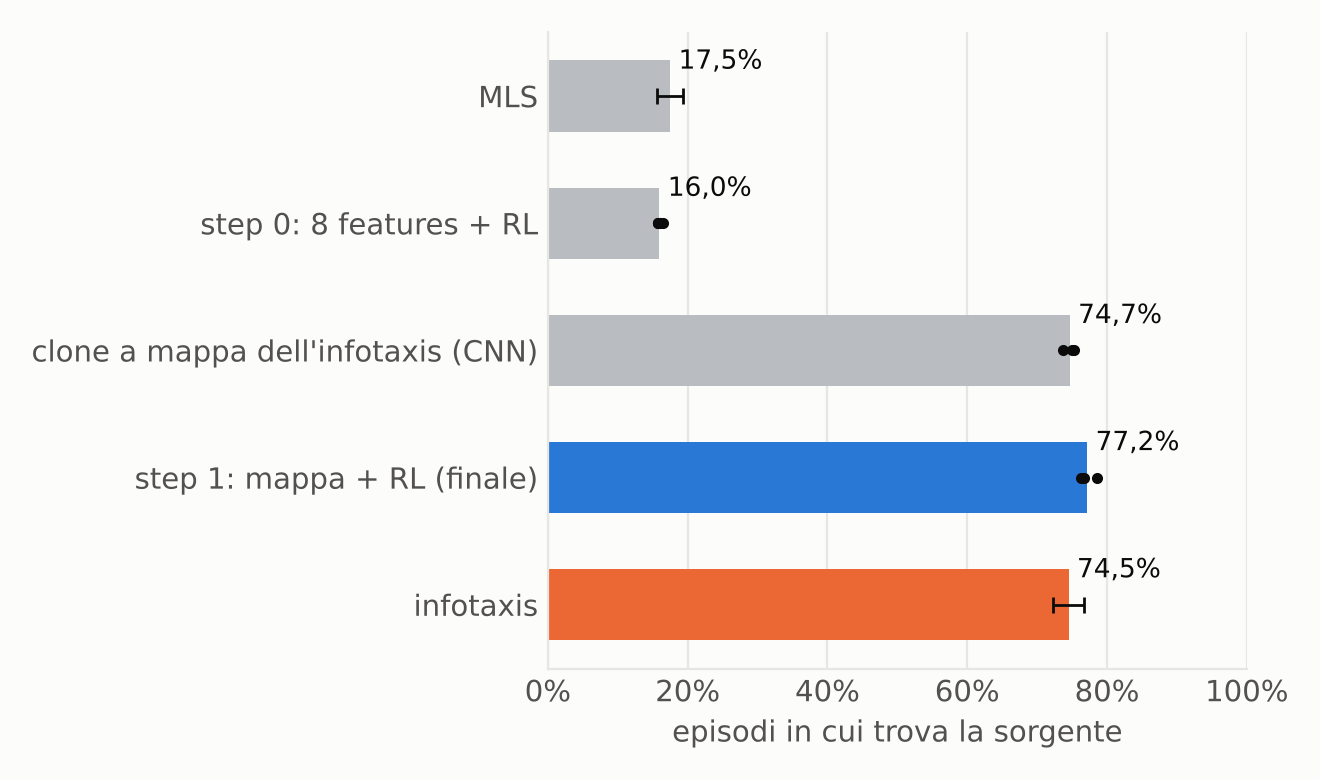 17,5%
MLS
16,0%
step 0: 8 features + RL
74,7%
clone a mappa dell'infotaxis (CNN)
77,2%
step 1: mappa + RL (finale)
74,5%
infotaxis
0% 20% 40% 60% 80% 100%
episodi in cui trova la sorgente